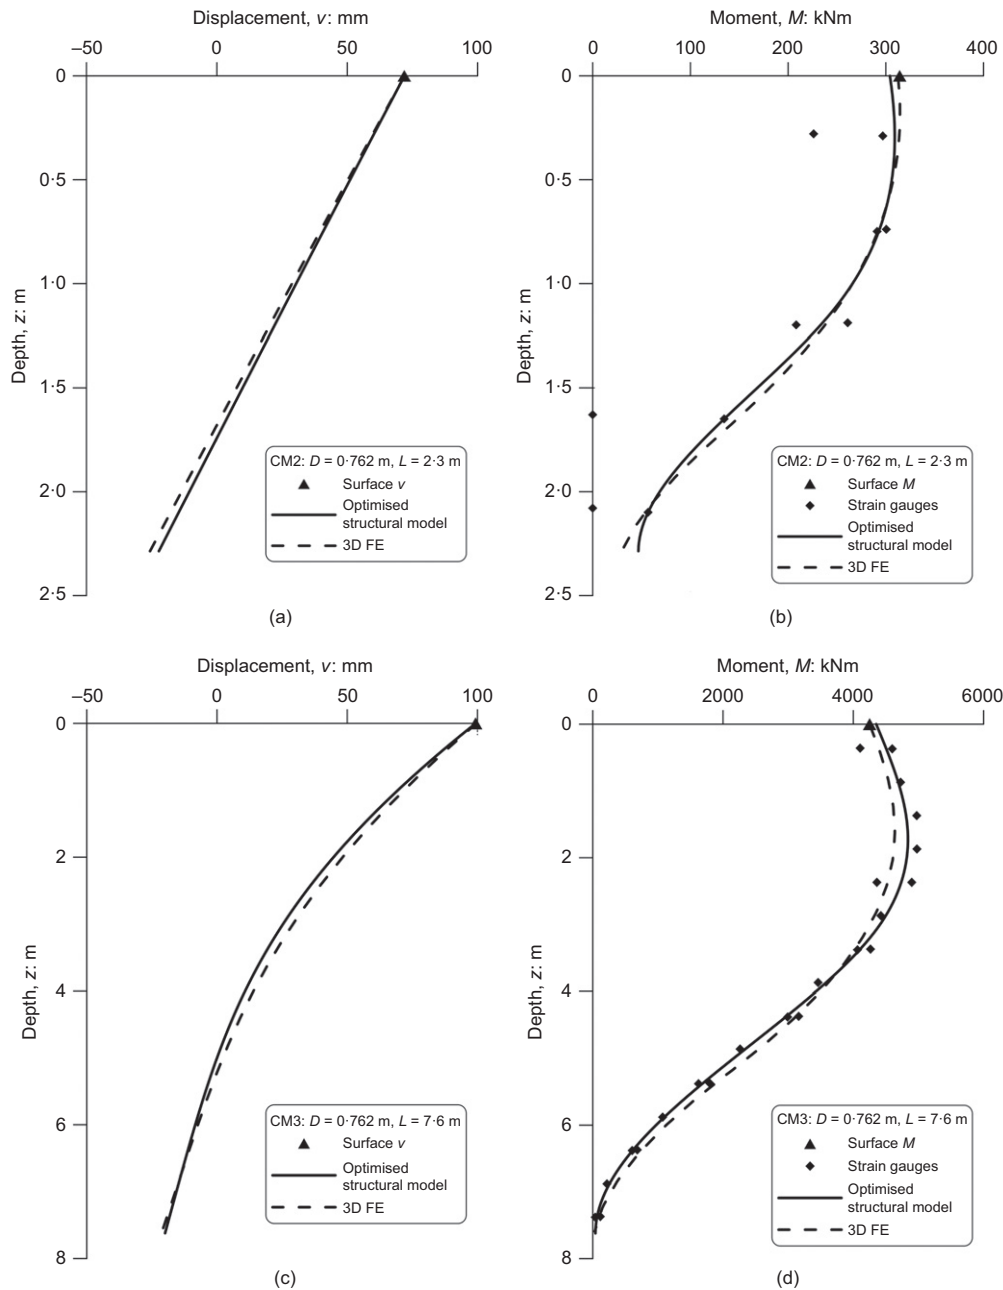 Displacement, v: mm
–50 0 50 100
0
0·5
1·0
1·5
2·0
2·5
Depth, z: m
CM2: D = 0·762 m, L = 2·3 m
Surface v
Optimised
structural model
3D FE
(a)
Moment, M: kNm
0 100 200 300 400
0
0·5
1·0
1·5
2·0
2·5
Depth, z: m
CM2: D = 0·762 m, L = 2·3 m
Surface M
Strain gauges
Optimised
structural model
3D FE
(b)
Displacement, v: mm
–50 0 50 100
0
2
4
6
8
Depth, z: m
CM3: D = 0·762 m, L = 7·6 m
Surface v
Optimised
structural model
3D FE
(c)
Moment, M: kNm
0 2000 4000 6000
0
2
4
6
8
Depth, z: m
CM3: D = 0·762 m, L = 7·6 m
Surface M
Strain gauges
Optimised
structural model
3D FE
(d)